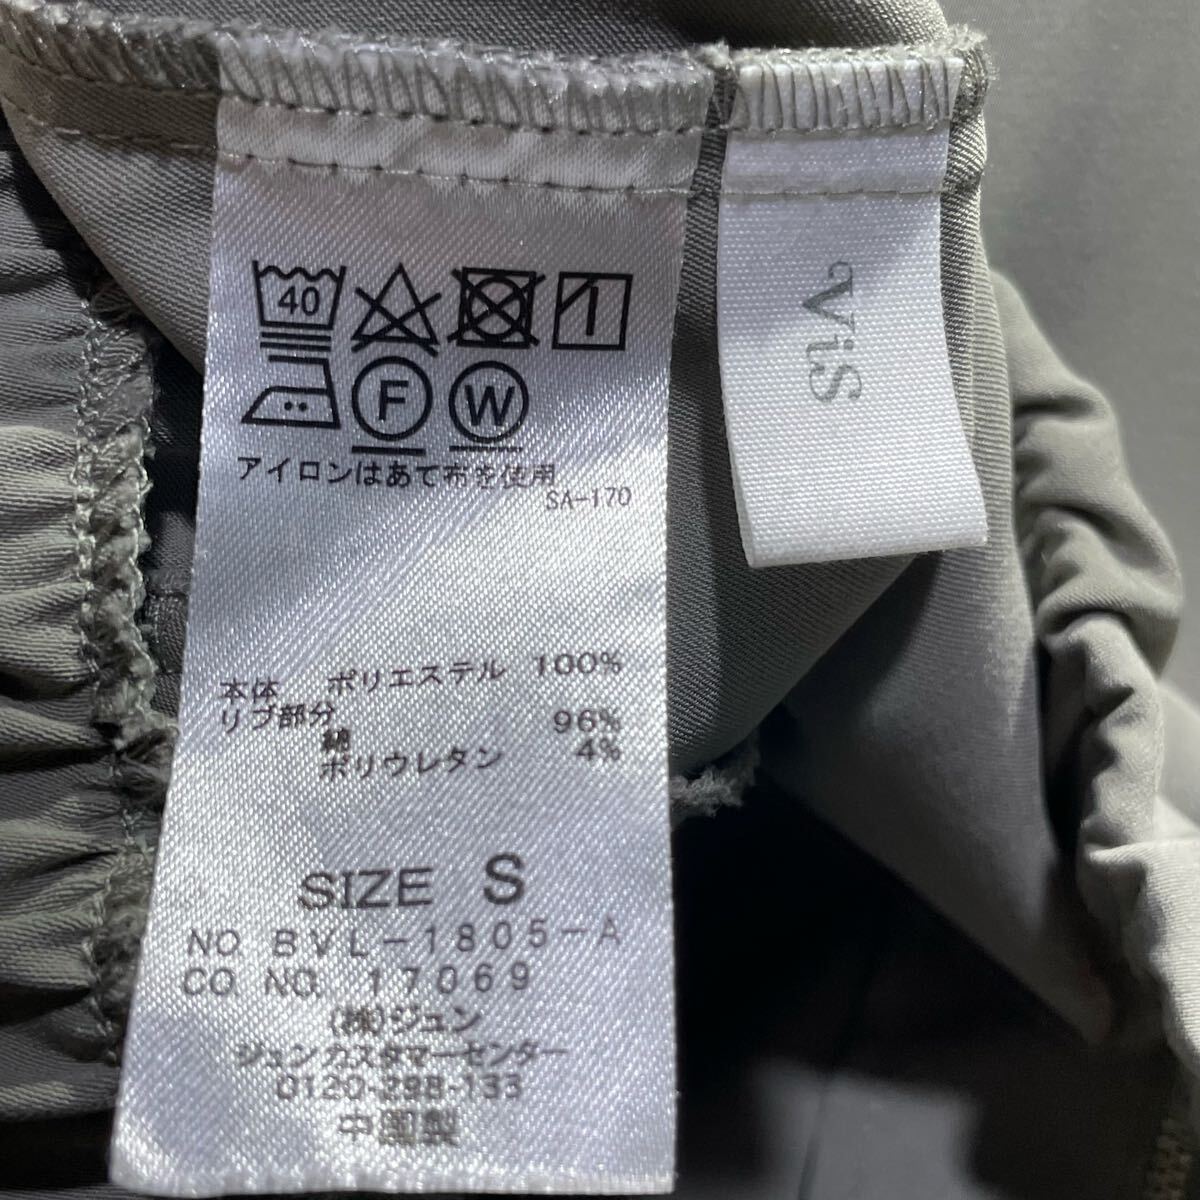 40
F W
アイロンはあて布を使用
SA-170
ViS
本体 ポリエステル 100%
リブ部分
綿 96%
ポリウレタン 4%
SIZE S
NO. BVL-1805-A
CO. NO. 17069
(株)ジュン
ジュンカスタマーセンター
0120-298-133
中国製